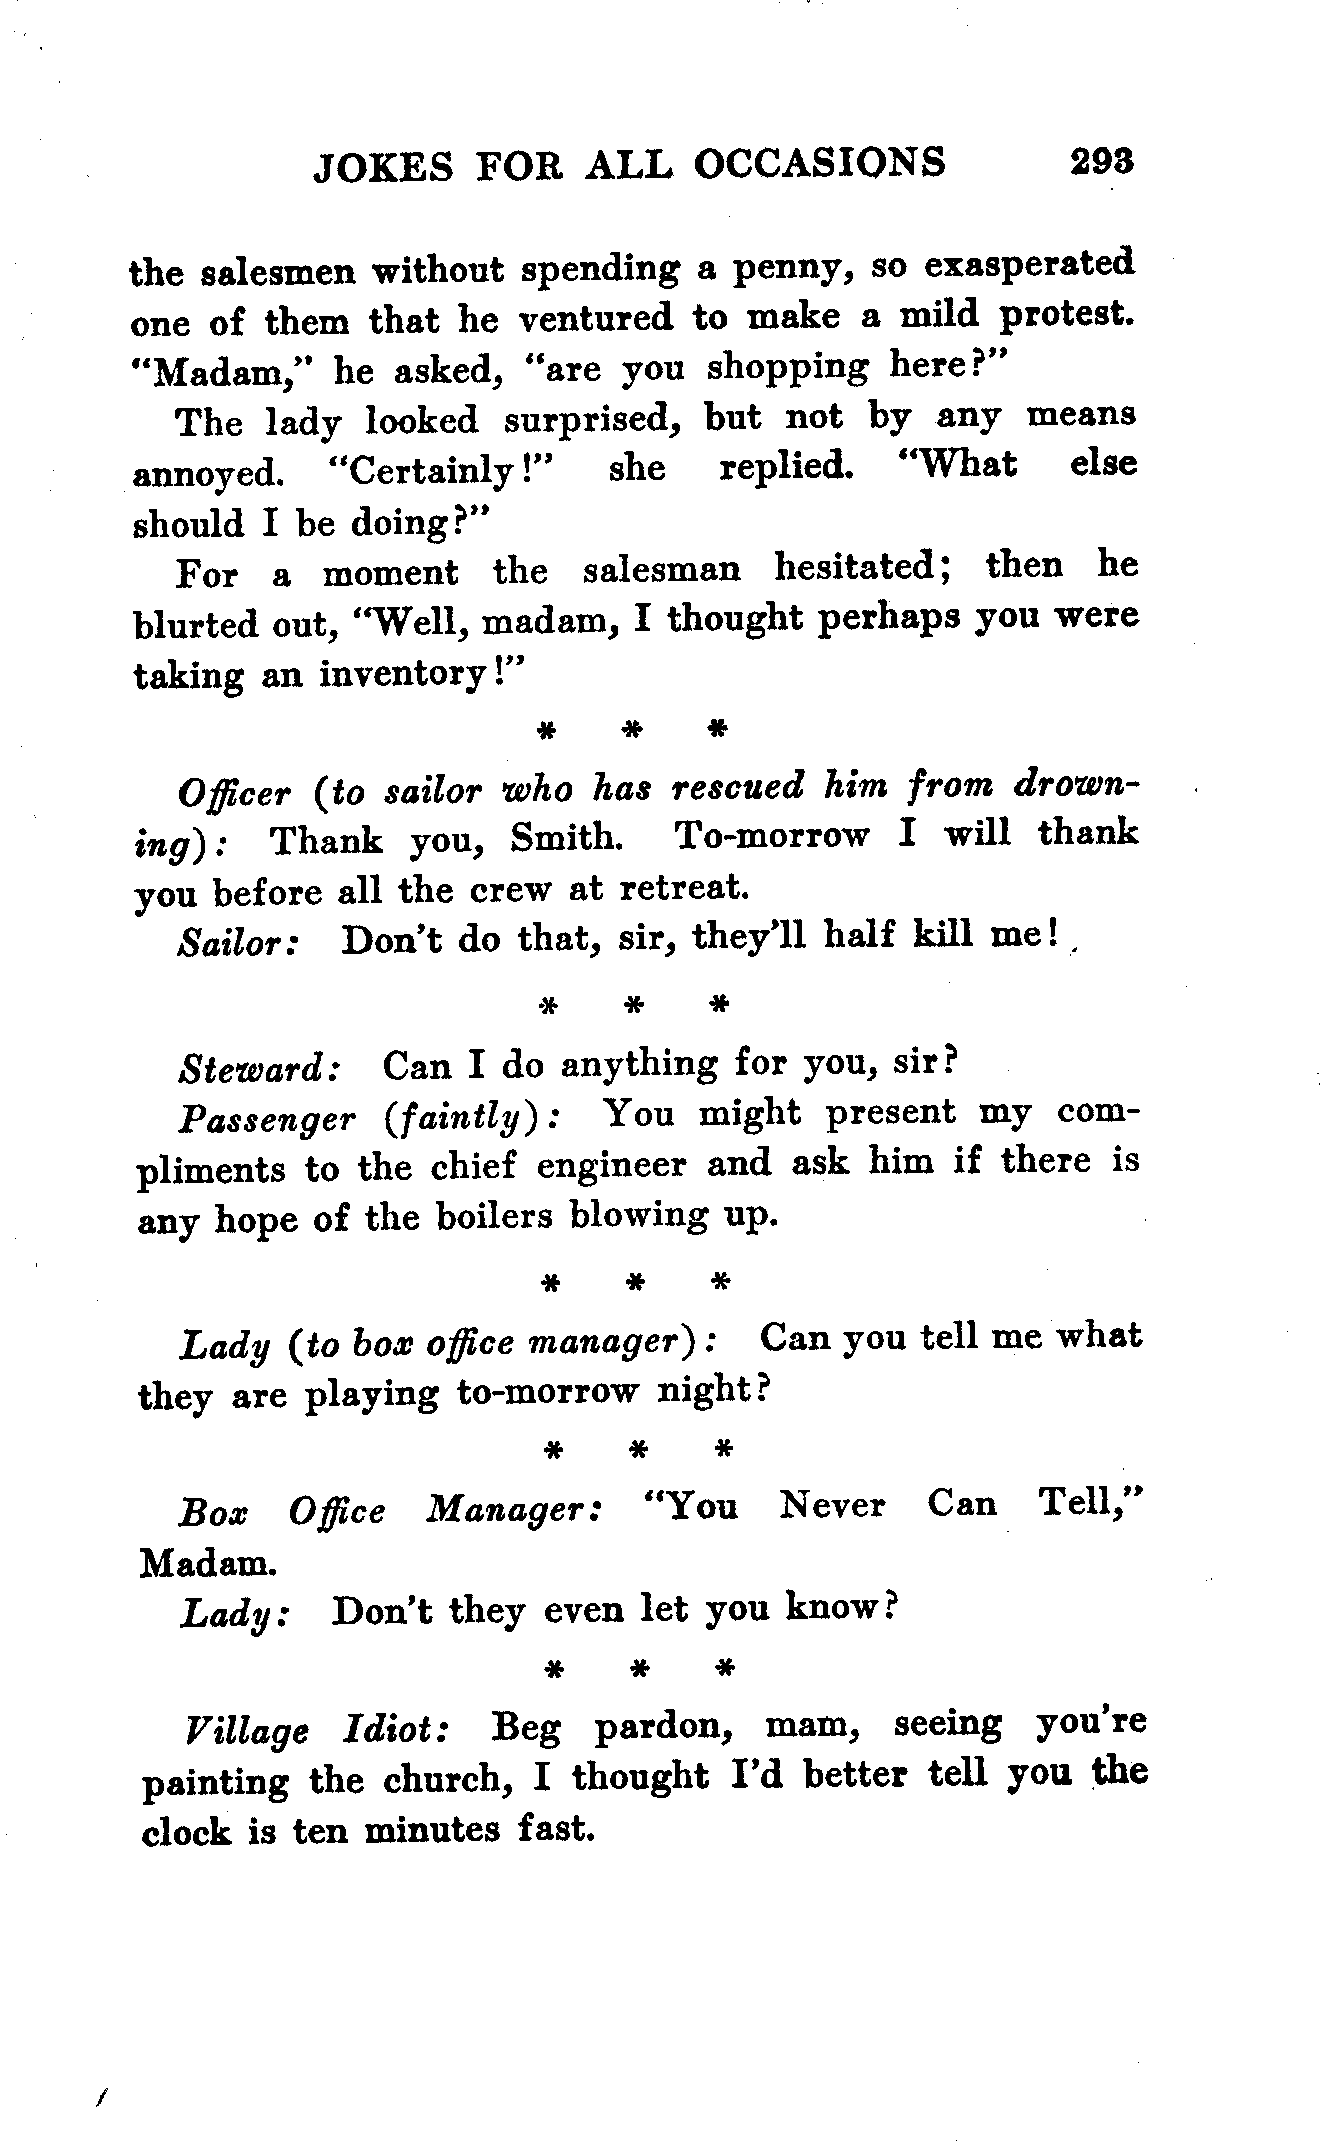 JOKES FOR ALL OCCASIONS 293
the salesmen without spending a penny, so exasperated
one of them that he ventured to make a mild protest.
“Madam,” he asked, “are you shopping here?”
The lady looked surprised, but not by any means
annoyed. “Certainly!” she replied. “What else
should I be doing?”
For a moment the salesman hesitated; then he
blurted out, “Well, madam, I thought perhaps you were
taking an inventory!”
* * *
Officer (to sailor who has rescued him from drown-
ing): Thank you, Smith. To-morrow I will thank
you before all the crew at retreat.
Sailor: Don't do that, sir, they'll half kill me!
* * *
Steward: Can I do anything for you, sir?
Passenger (faintly): You might present my com-
pliments to the chief engineer and ask him if there is
any hope of the boilers blowing up.
* * *
Lady (to box office manager): Can you tell me what
they are playing to-morrow night?
* * *
Box Office Manager: “You Never Can Tell,”
Madam.
Lady: Don't they even let you know?
* * *
Village Idiot: Beg pardon, mam, seeing you're
painting the church, I thought I'd better tell you the
clock is ten minutes fast.